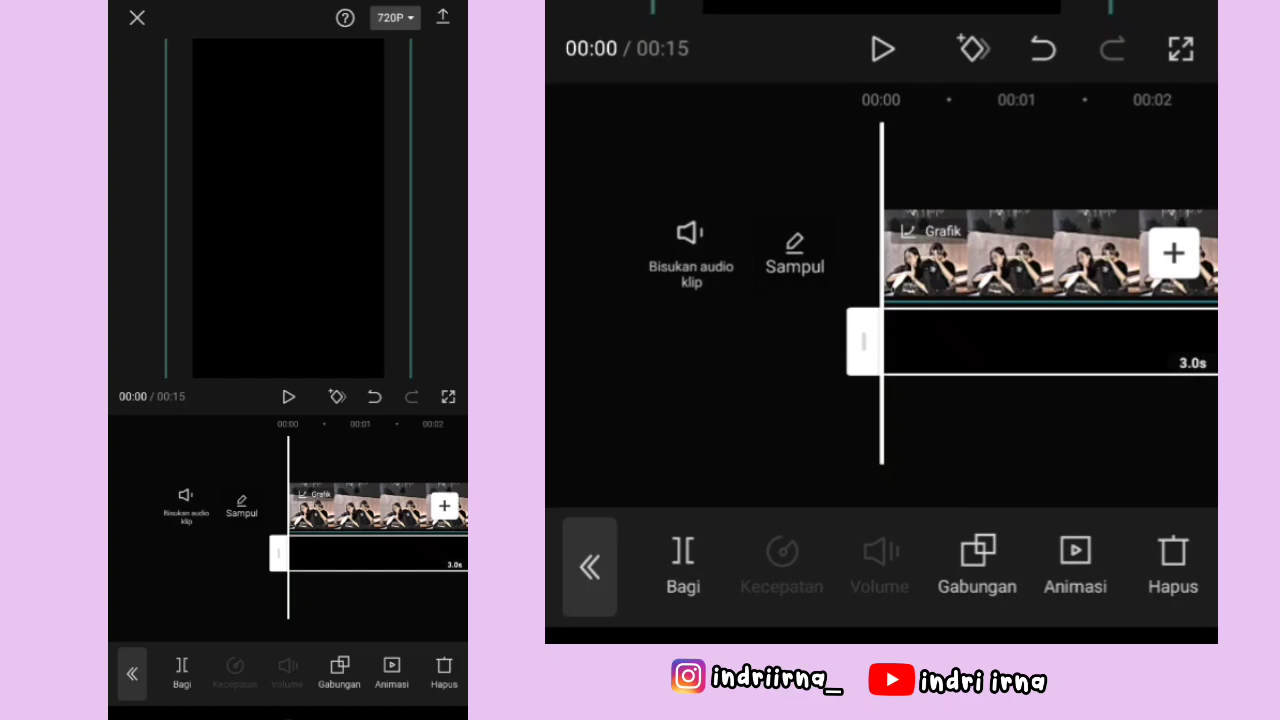 720P
00:00 / 00:15
00:00
00:01
00:02
Grafik
Bisukan audio
klip
Sampul
3.0s
Bagi
Kecepatan
Volume
Gabungan
Animasi
Hapus
00:00 / 00:15
00:00
00:01
00:02
Grafik
Bisukan audio
klip
Sampul
3.0s
Bagi
Kecepatan
Volume
Gabungan
Animasi
Hapus
indriirna_
indri irna